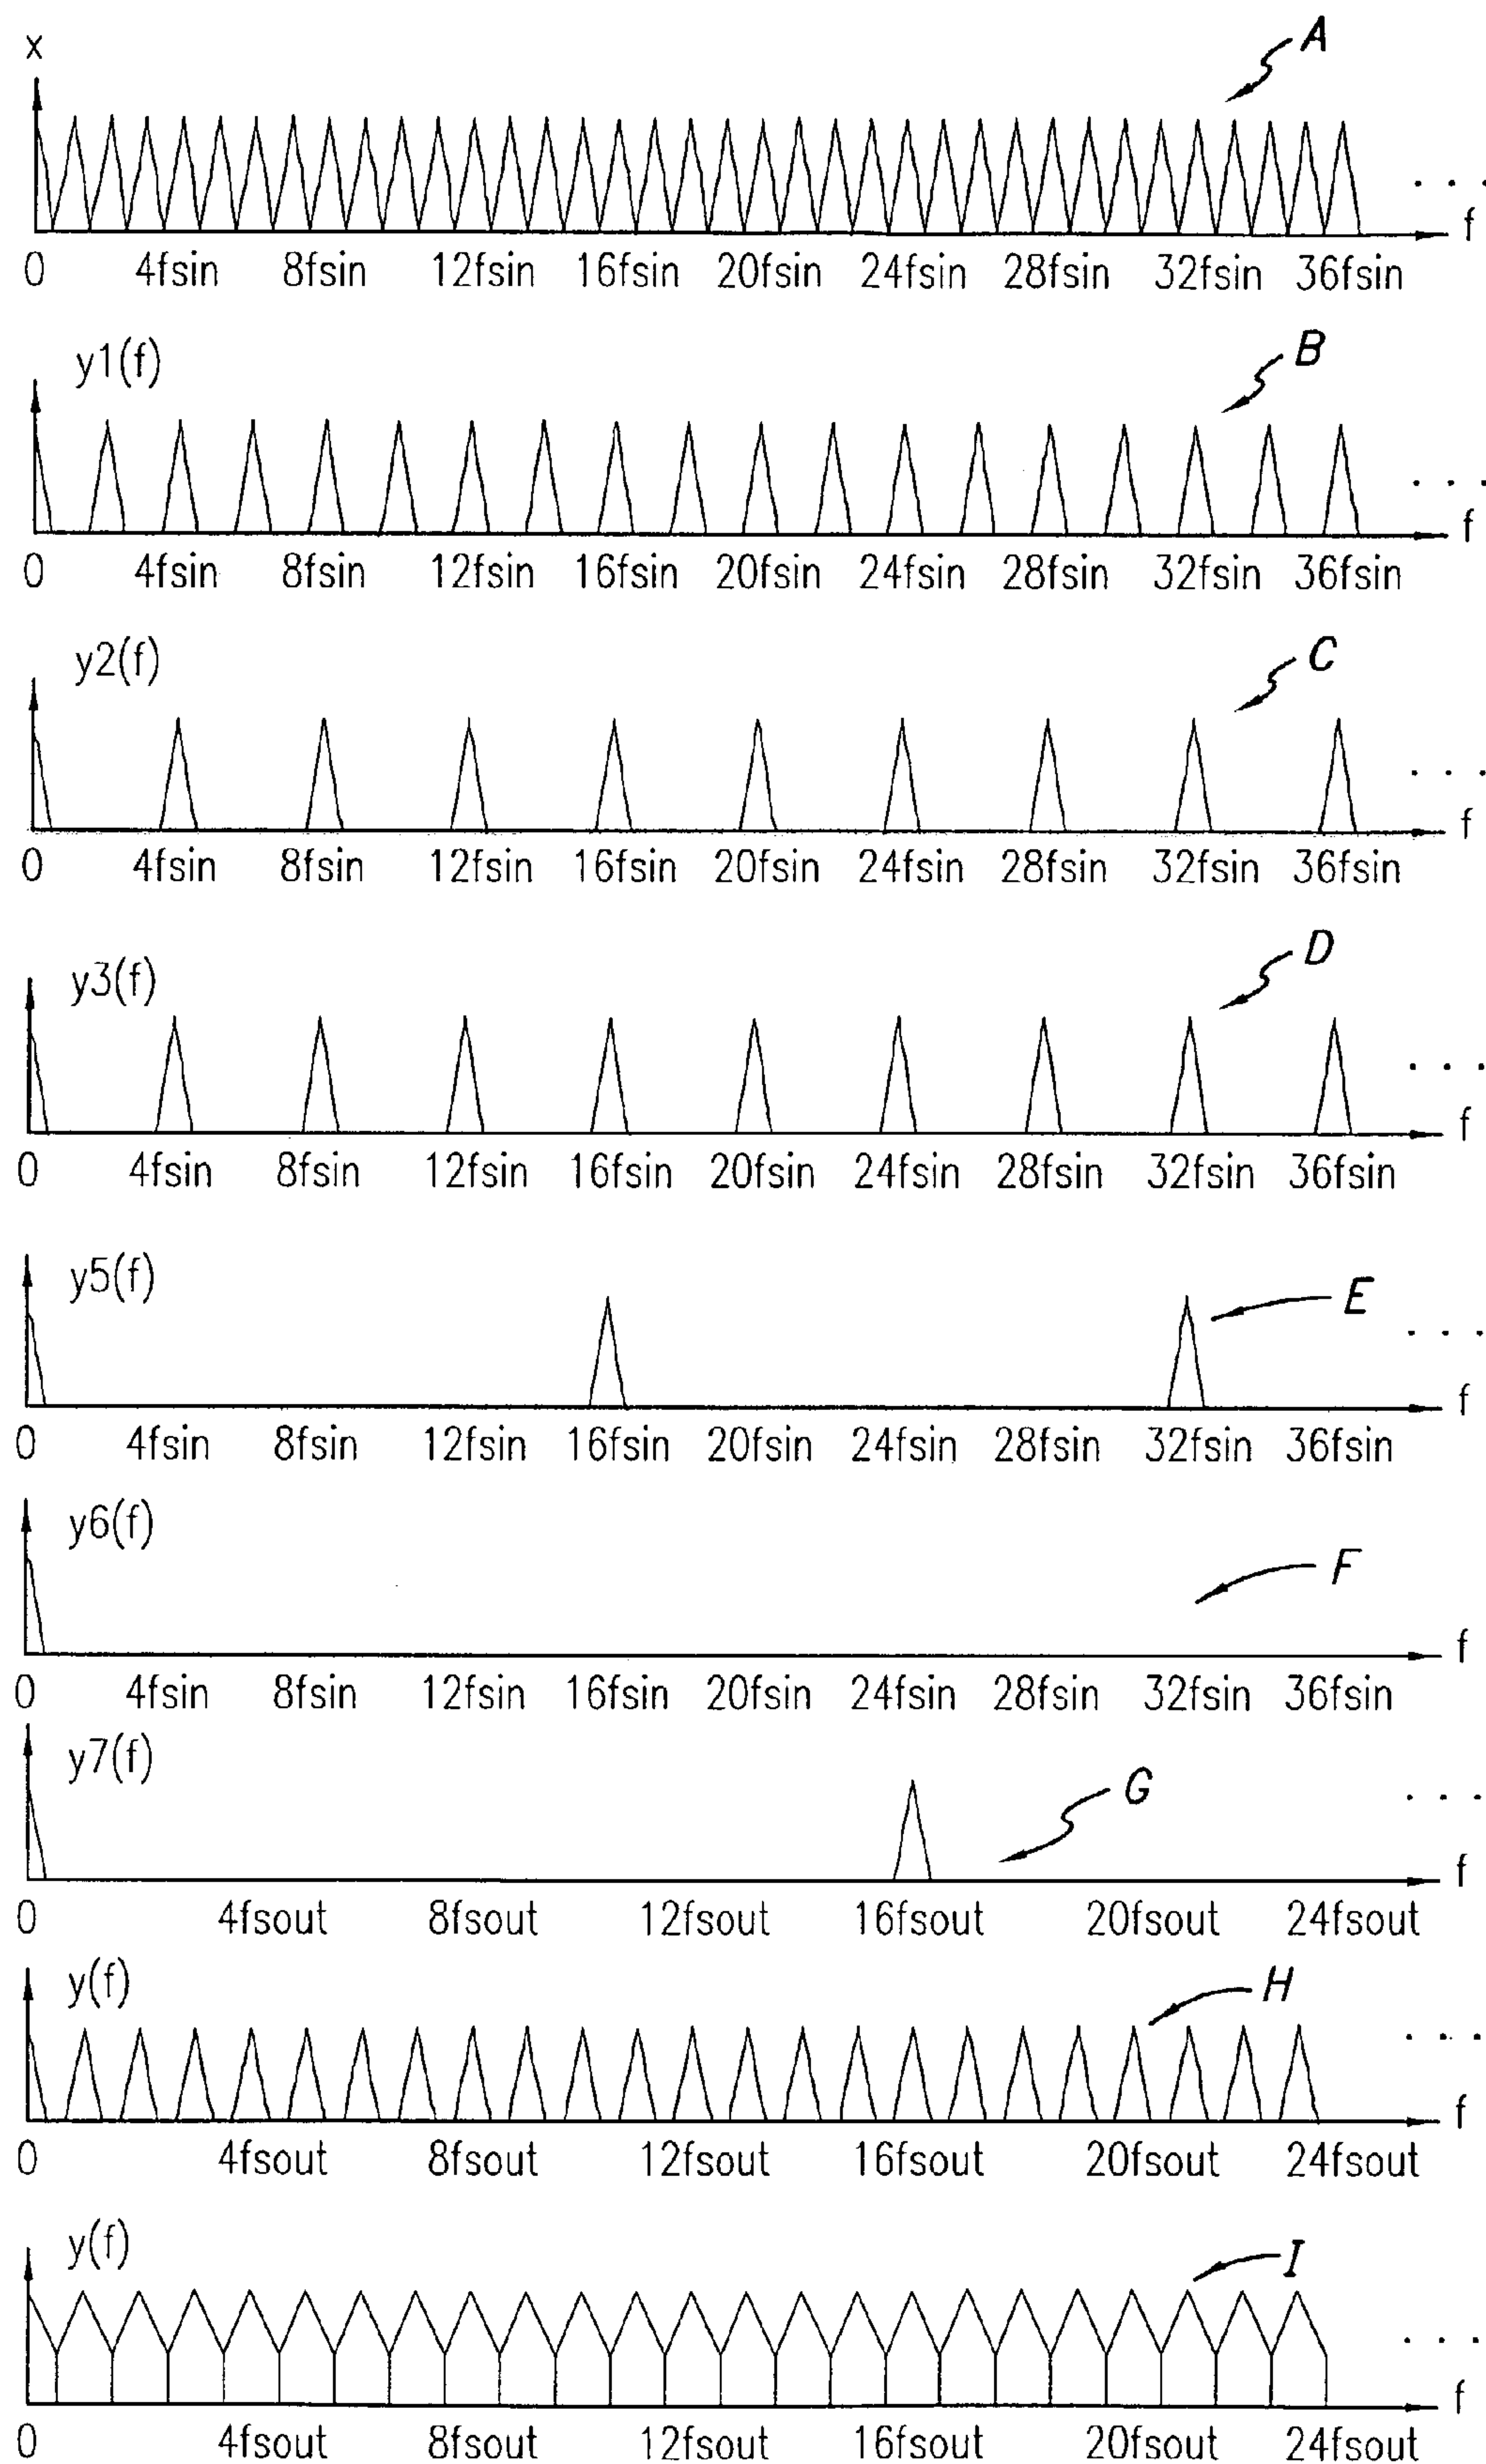 A
x
. . .
f
0 4fsin 8fsin 12fsin 16fsin 20fsin 24fsin 28fsin 32fsin 36fsin
B
y1(f)
. . .
f
0 4fsin 8fsin 12fsin 16fsin 20fsin 24fsin 28fsin 32fsin 36fsin
C
y2(f)
. . .
f
0 4fsin 8fsin 12fsin 16fsin 20fsin 24fsin 28fsin 32fsin 36fsin
D
y3(f)
. . .
f
0 4fsin 8fsin 12fsin 16fsin 20fsin 24fsin 28fsin 32fsin 36fsin
y5(f)
E
. . .
f
0 4fsin 8fsin 12fsin 16fsin 20fsin 24fsin 28fsin 32fsin 36fsin
y6(f)
F
f
0 4fsin 8fsin 12fsin 16fsin 20fsin 24fsin 28fsin 32fsin 36fsin
y7(f)
G
. . .
f
0 4fsout 8fsout 12fsout 16fsout 20fsout 24fsout
y(f)
H
. . .
f
0 4fsout 8fsout 12fsout 16fsout 20fsout 24fsout
y(f)
I
. . .
f
0 4fsout 8fsout 12fsout 16fsout 20fsout 24fsout